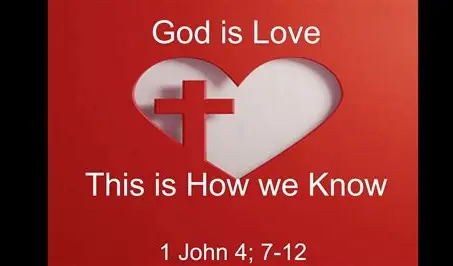 God is Love
This is How we Know
1 John 4; 7-12